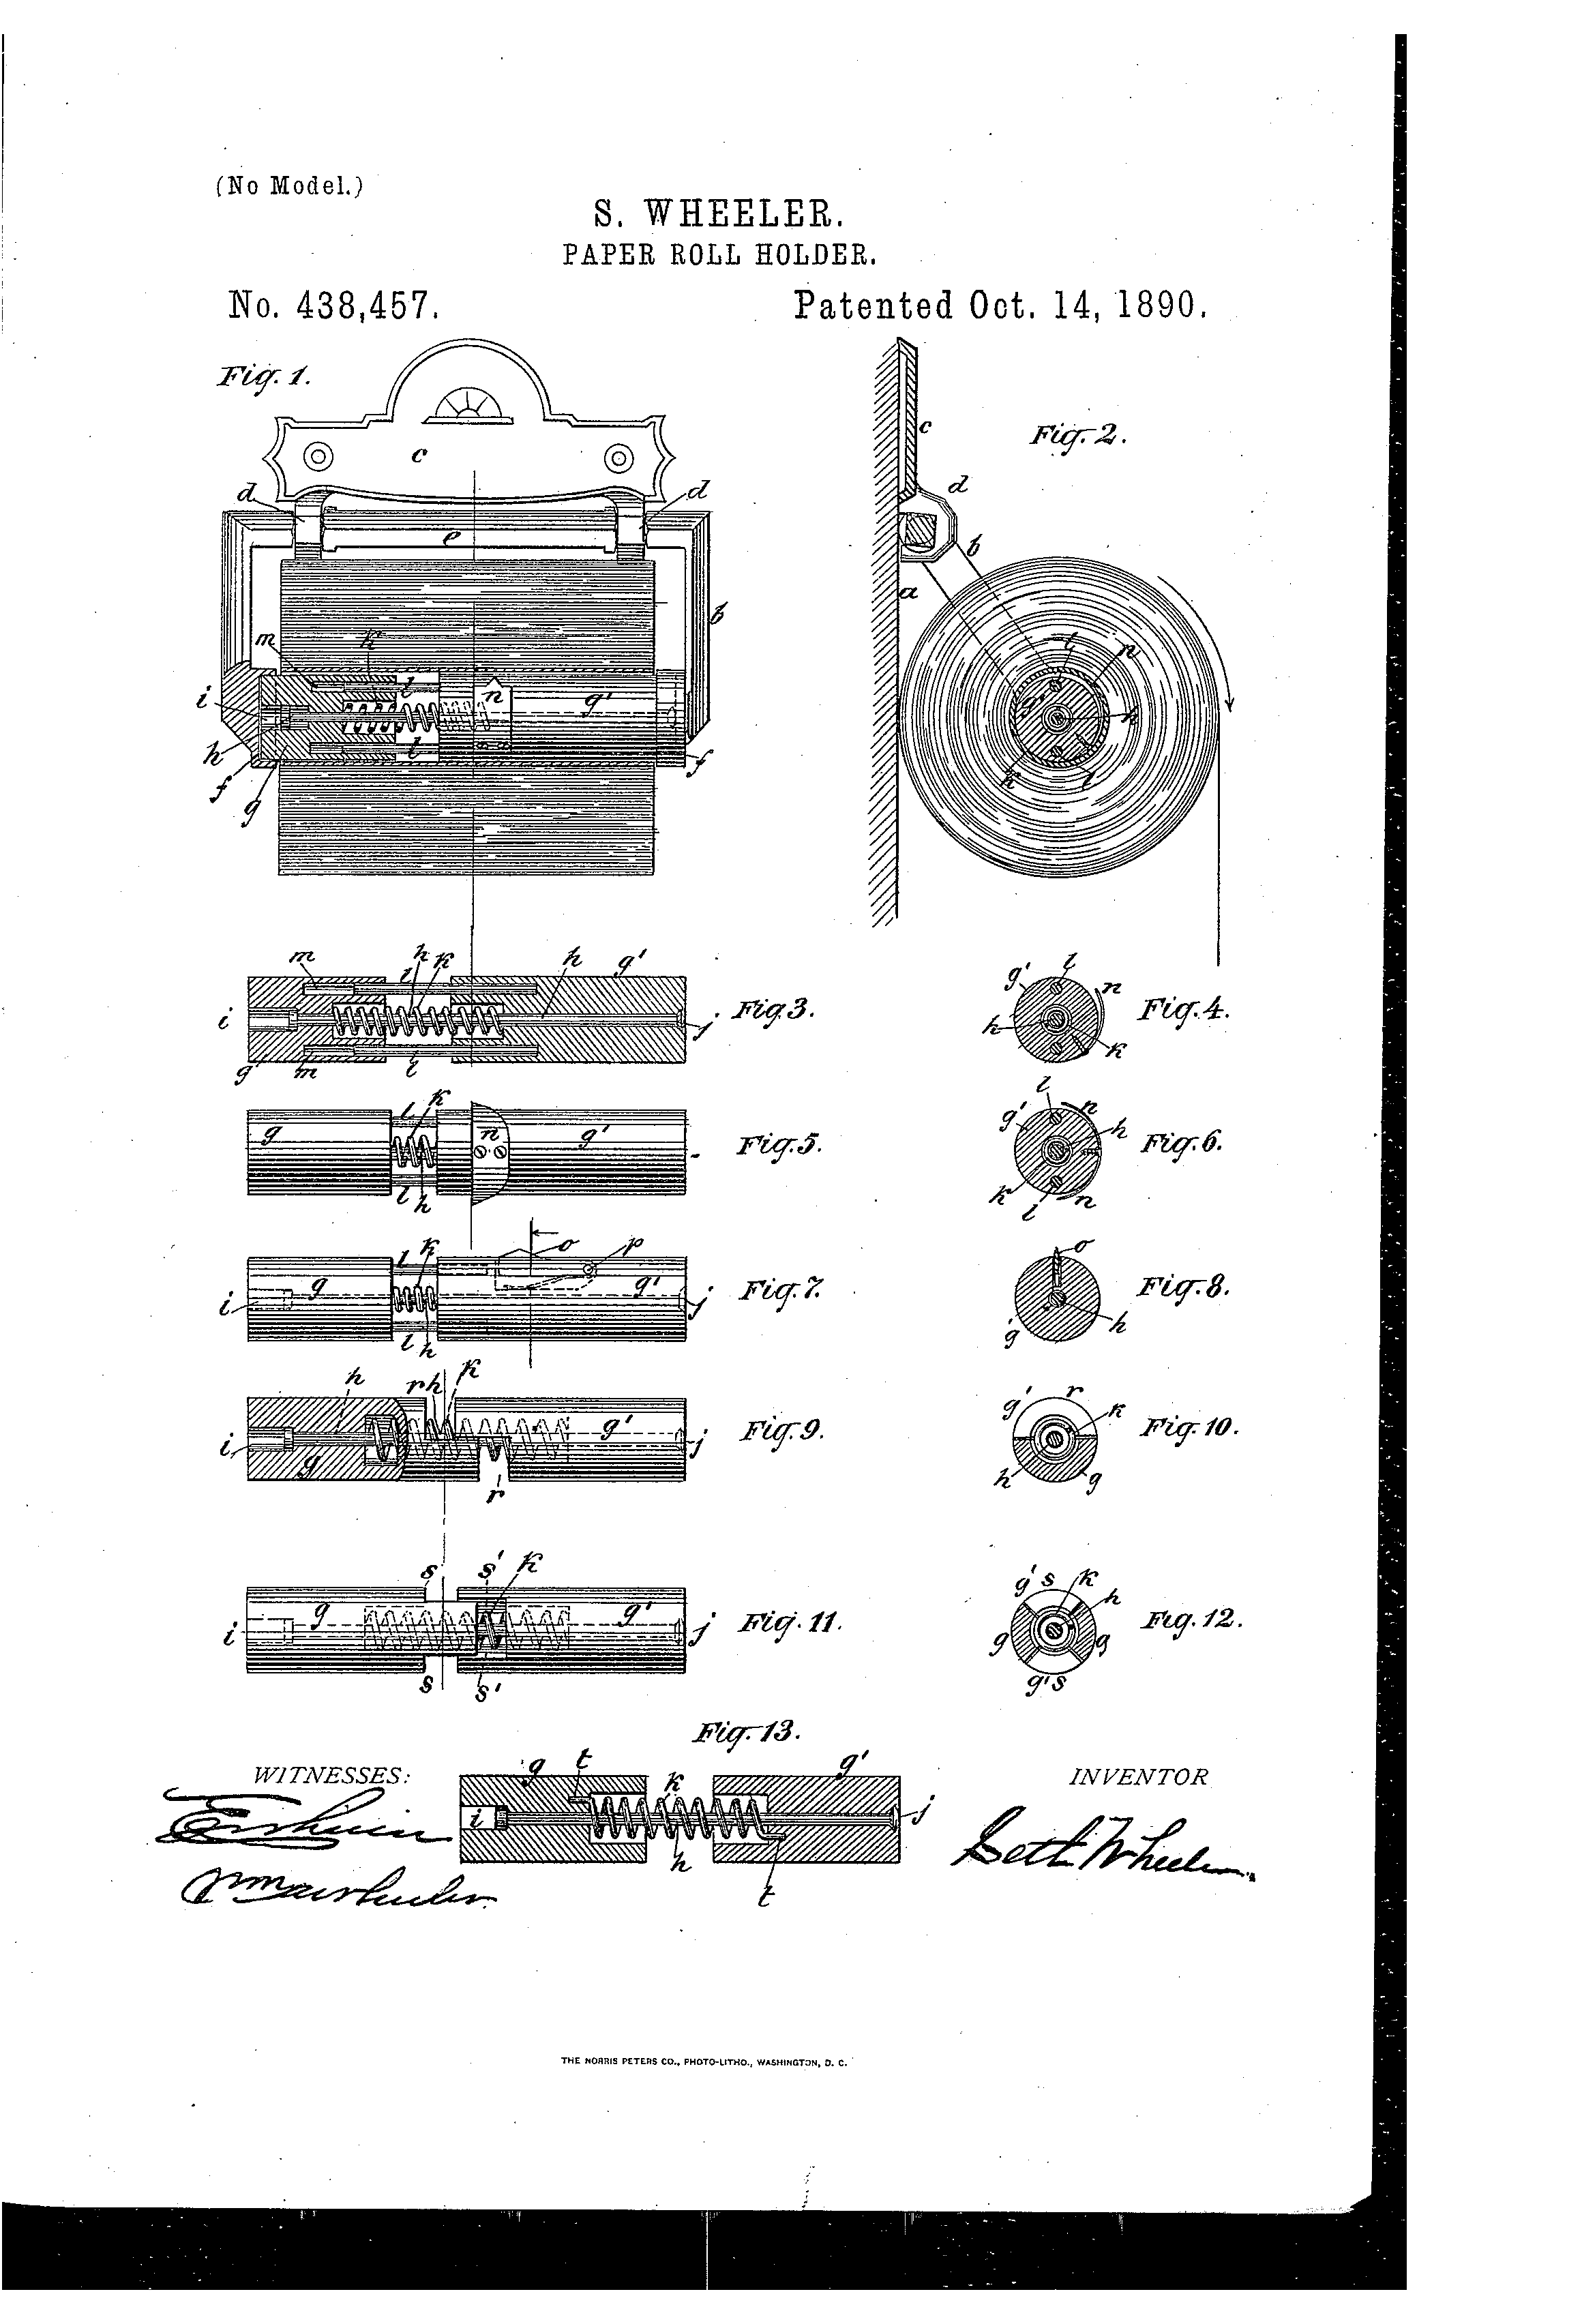 (No Model.)
S. WHEELER.
PAPER ROLL HOLDER.
No. 438,457.
Patented Oct. 14, 1890.
Fig. 1.
c
d
d
e
b
m
k
l
n
g'
i
h
f
g
l
f
Fig. 2.
c
d
b
a
l
n
g'
h
k
l
Fig. 3.
m
l
h
k
h
g'
i
j
g
m
l
Fig. 4.
g'
l
n
h
k
Fig. 5.
l
k
g
n
g'
l
h
Fig. 6.
l
n
g'
h
k
l
n
Fig. 7.
l
k
o
p
g
g'
i
j
l
h
Fig. 8.
o
g'
h
Fig. 9.
h
r
h
k
g'
i
j
g
r
Fig. 10.
g'
r
k
h
g
Fig. 11.
s
s'
k
g
g'
i
j
s
s'
Fig. 12.
g'
s
k
h
g
g
g'
s
Fig. 13.
g
t
k
g'
i
j
h
t
WITNESSES:
INVENTOR
Seth Wheeler.
THE NORRIS PETERS CO., PHOTO-LITHO., WASHINGTON, D. C.